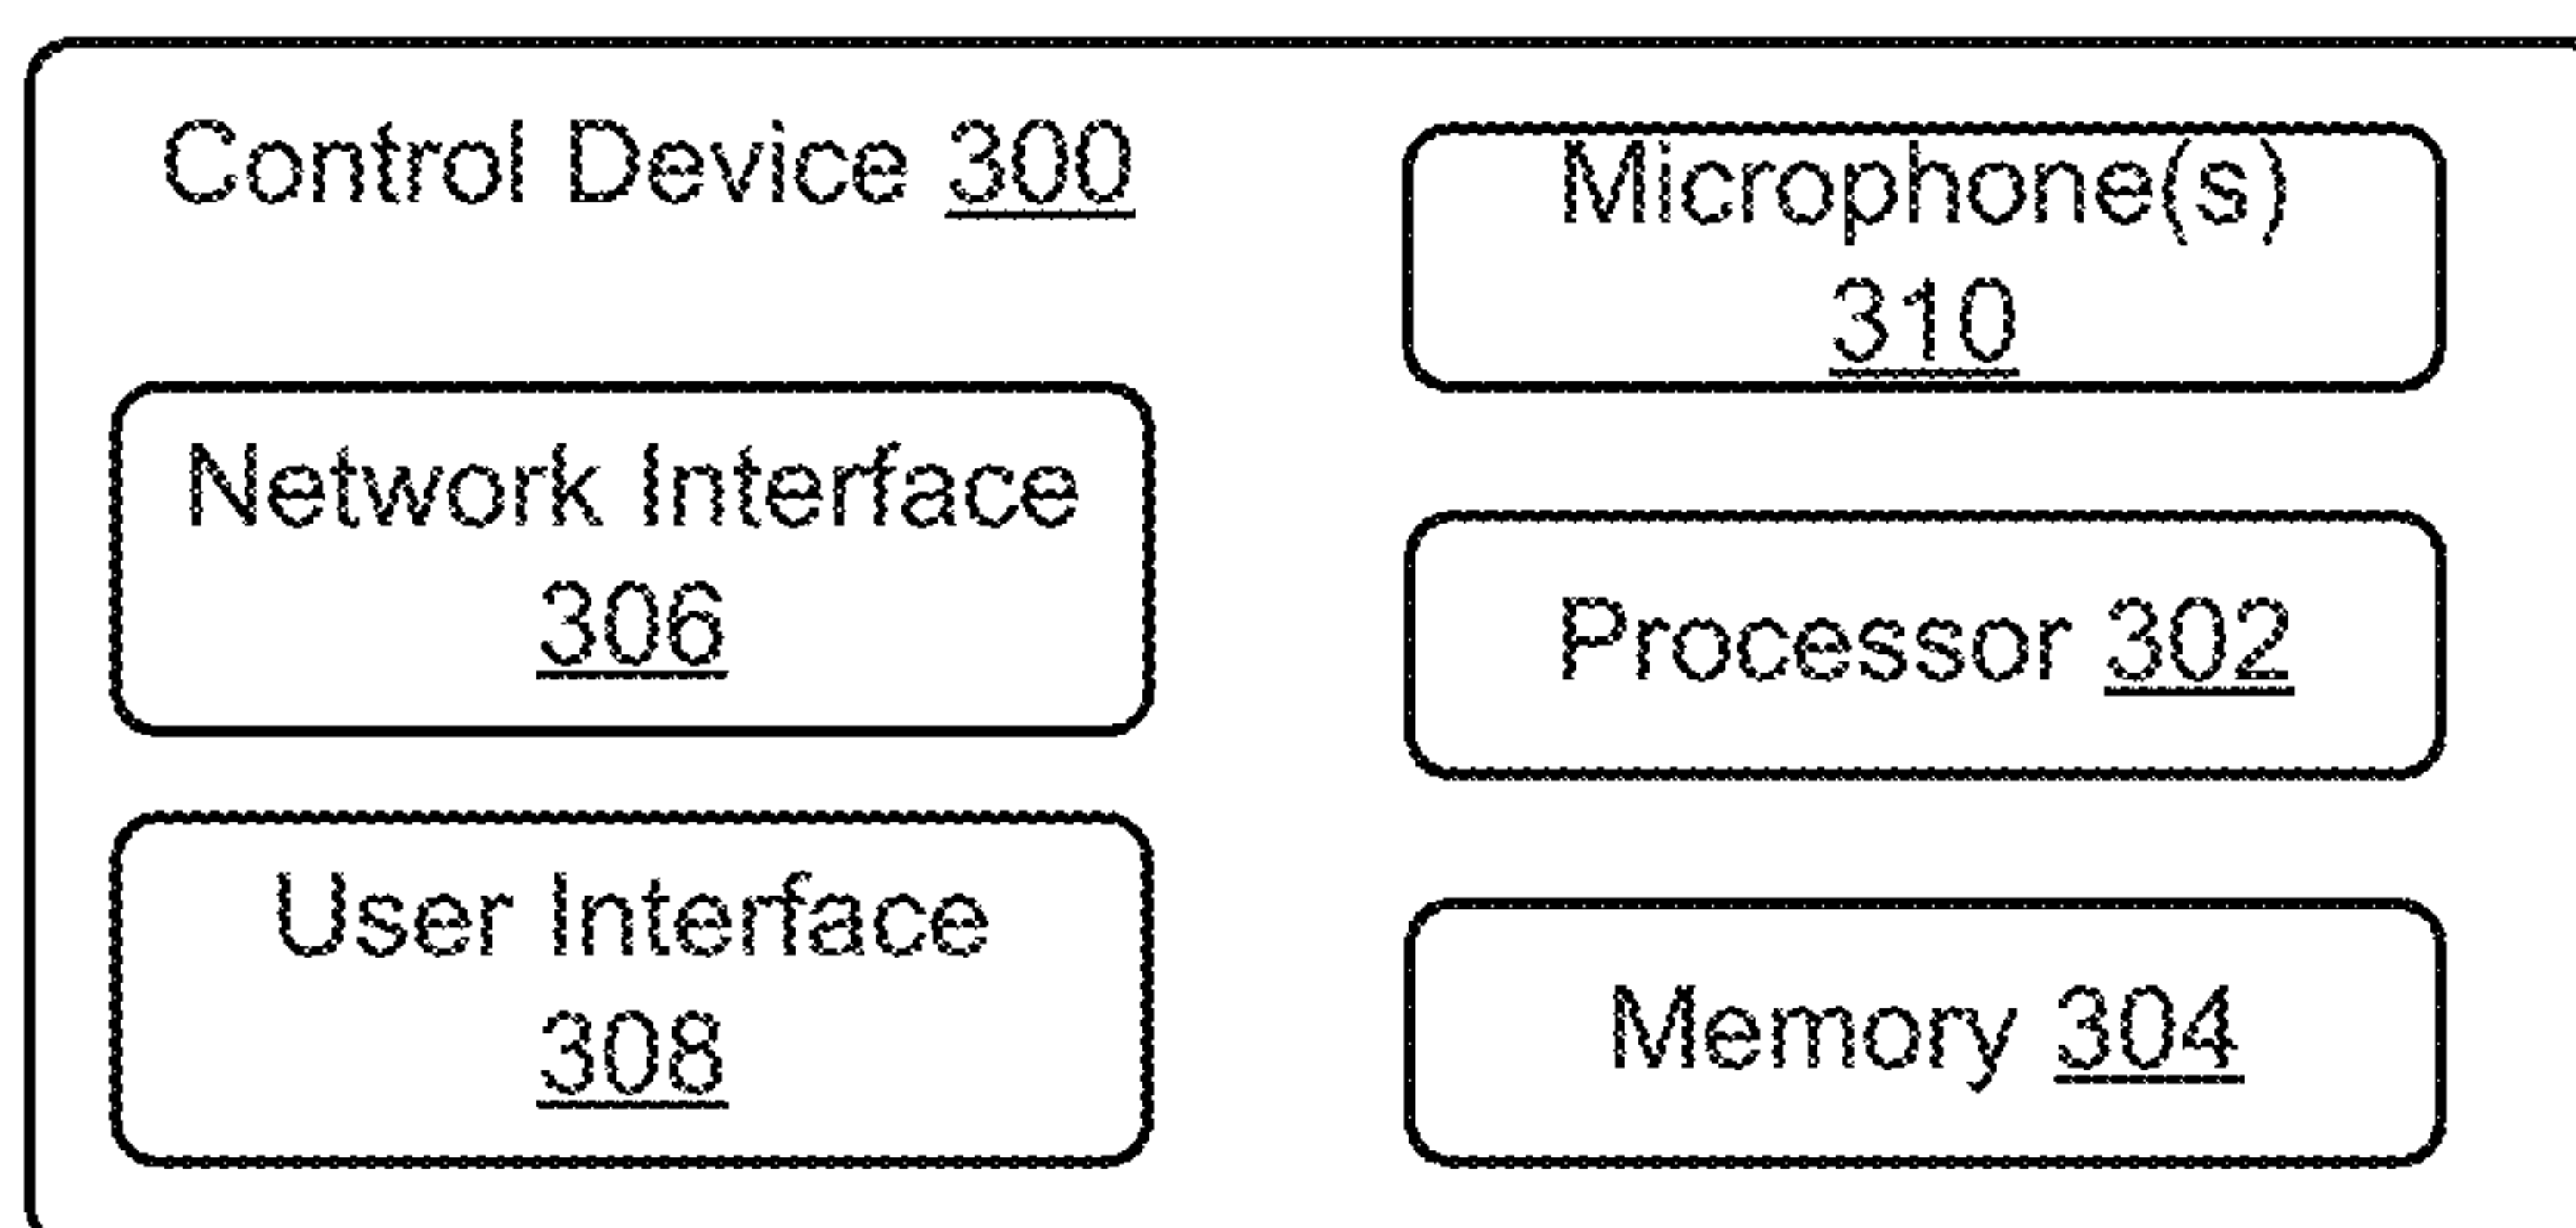 Control Device 300
Network Interface
306
User Interface
308
Microphone(s)
310
Processor 302
Memory 304